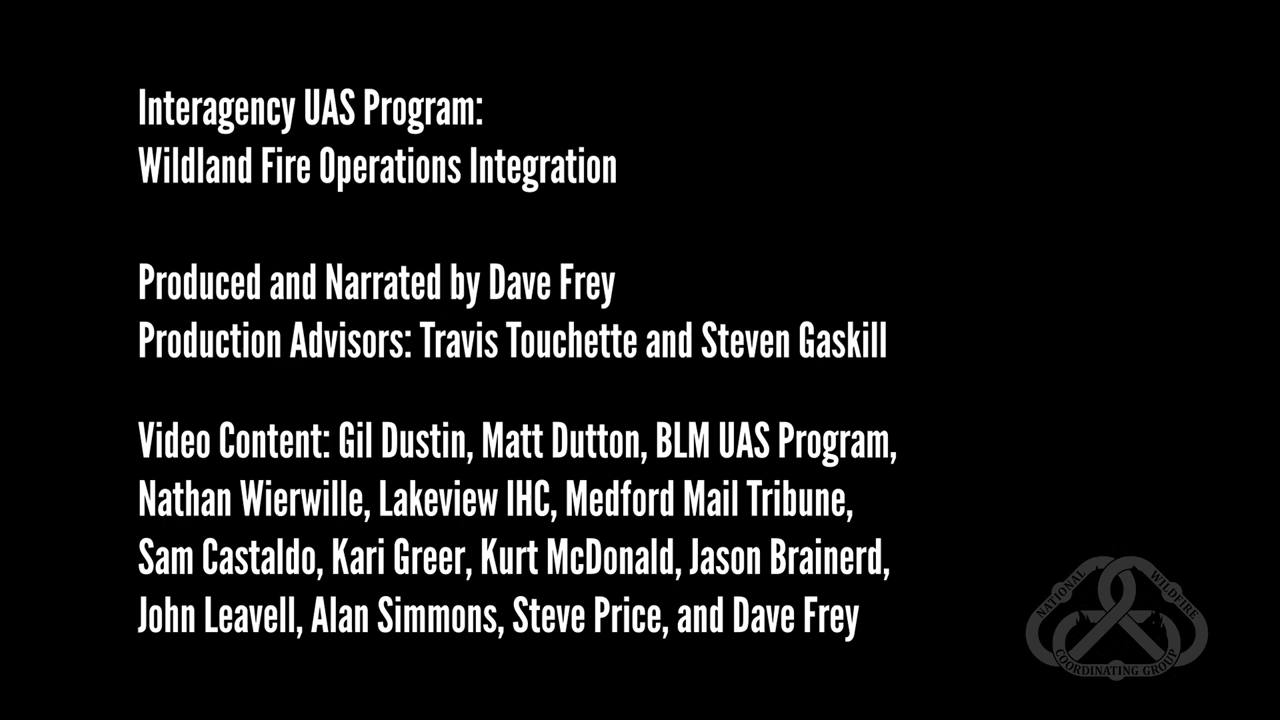 Interagency UAS Program:
Wildland Fire Operations Integration
Produced and Narrated by Dave Frey
Production Advisors: Travis Touchette and Steven Gaskill
Video Content: Gil Dustin, Matt Dutton, BLM UAS Program,
Nathan Wierwille, Lakeview IHC, Medford Mail Tribune,
Sam Castaldo, Kari Greer, Kurt McDonald, Jason Brainerd,
John Leavell, Alan Simmons, Steve Price, and Dave Frey
NATIONAL WILDFIRE
COORDINATING GROUP